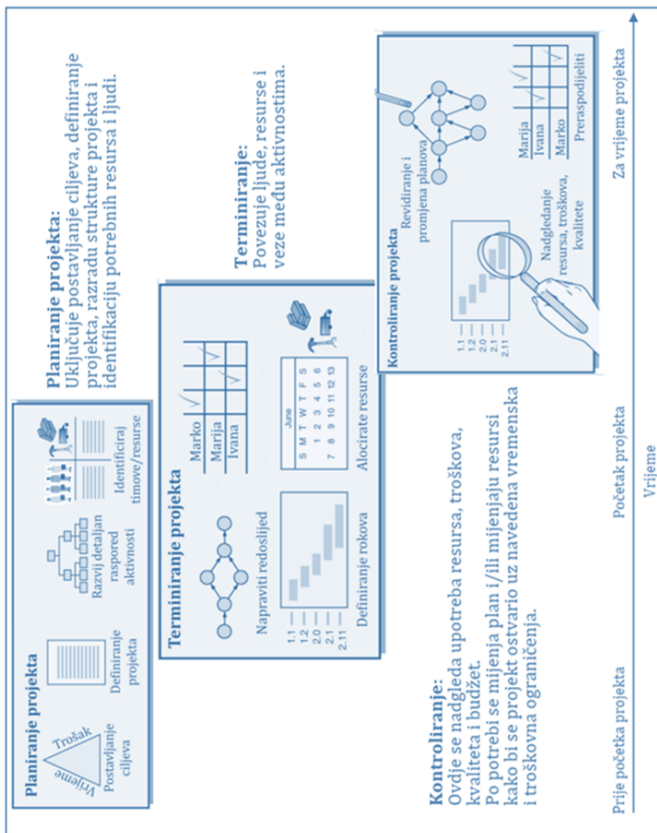 Planiranje projekta
Vrijeme
Trošak
Postavljanje
ciljeva
Definiranje
projekta
Razvij detaljan
raspored
aktivnosti
Identificiraj
timove/resurse
Planiranje projekta:
Uključuje postavljanje ciljeva, definiranje
projekta, razradu strukture projekta i
identifikaciju potrebnih resursa i ljudi.
Terminiranje projekta
Napraviti redoslijed
Marko
Marija
Ivana
1.1
1.2
2.0
2.1
2.11
Definiranje rokova
June
S M T W T F S
1 2 3 4 5 6
7 8 9 10 11 12 13
Alocirate resurse
Terminiranje:
Povezuje ljude, resurse i
veze među aktivnostima.
Kontroliranje projekta
Revidiranje i
promjena planova
1.1
1.2
2.0
2.1
2.11
Nadgledanje
resursa, troškova,
kvalitete
Marija
Ivana
Marko
Preraspodijeliti
Kontroliranje:
Ovdje se nadgleda upotreba resursa, troškova,
kvaliteta i budžet.
Po potrebi se mijenja plan i/ili mijenjaju resursi
kako bi se projekt ostvario uz navedena vremenska
i troškovna ograničenja.
Prije početka projekta
Početak projekta
Za vrijeme projekta
Vrijeme